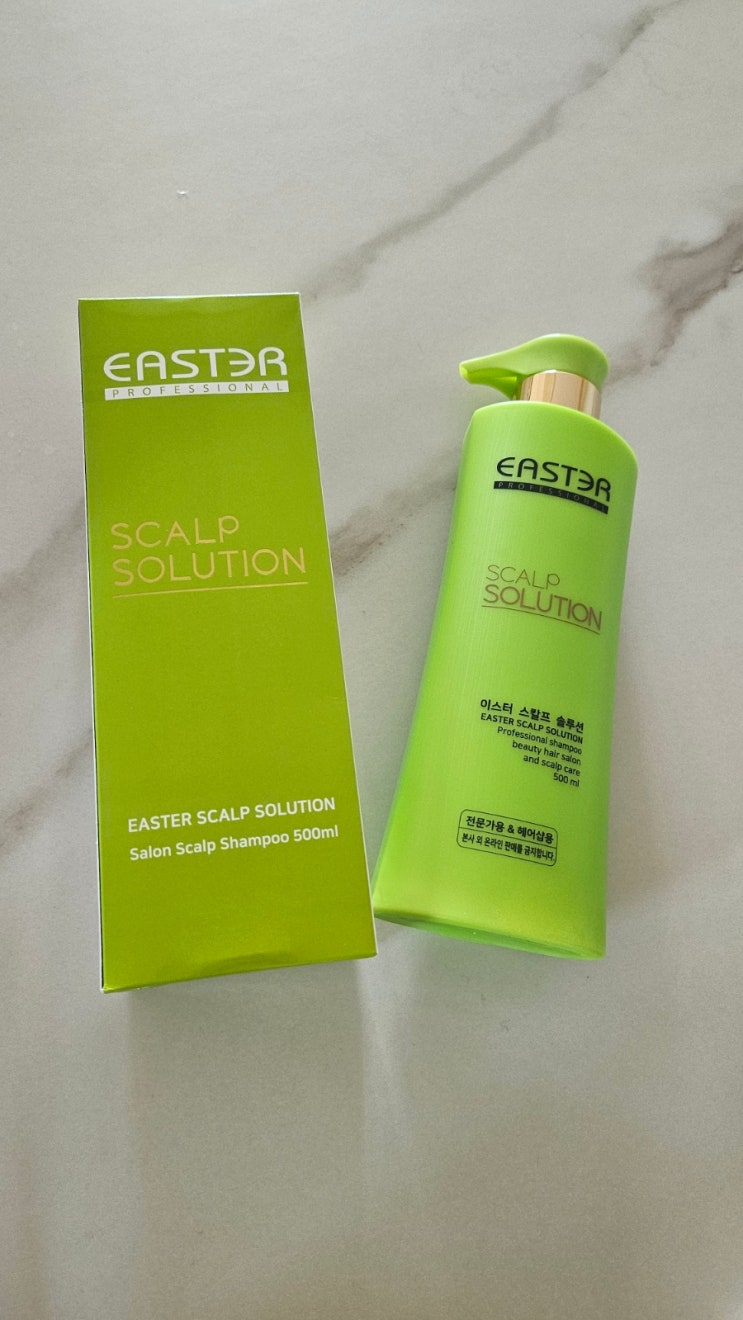 EASTER
PROFESSIONAL
SCALP
SOLUTION
EASTER SCALP SOLUTION
Salon Scalp Shampoo 500ml
EASTER
PROFESSIONAL
SCALP
SOLUTION
이스터 스칼프 솔루션
EASTER SCALP SOLUTION
Professional shampoo
beauty hair salon
and scalp care
500 ml
전문가용 & 헤어샵용
본사 외 온라인 판매를 금지합니다.